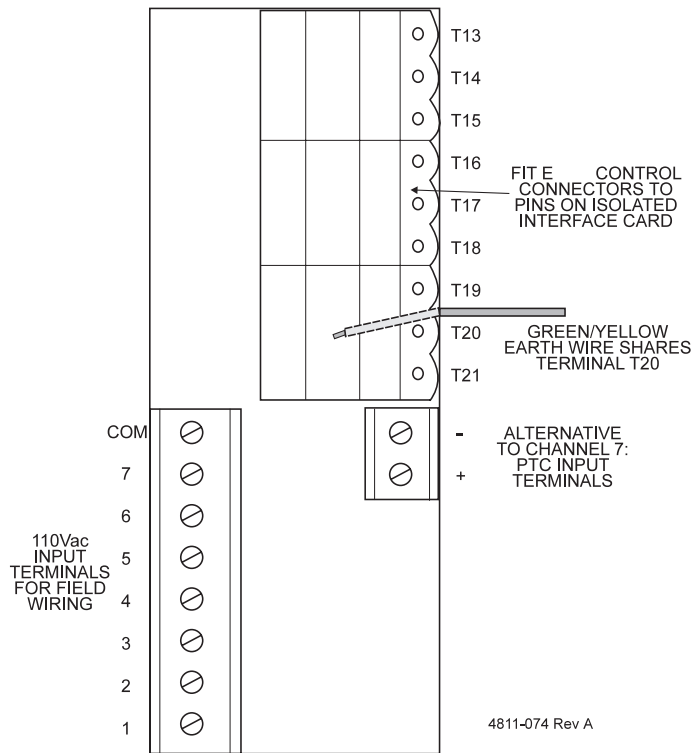 T13
T14
T15
T16
FIT E CONTROL
CONNECTORS TO
PINS ON ISOLATED
INTERFACE CARD
T17
T18
T19
T20
GREEN/YELLOW
EARTH WIRE SHARES
TERMINAL T20
T21
COM
7
6
5
4
3
2
1
110Vac
INPUT
TERMINALS
FOR FIELD
WIRING
-
+
ALTERNATIVE
TO CHANNEL 7:
PTC INPUT
TERMINALS
4811-074 Rev A